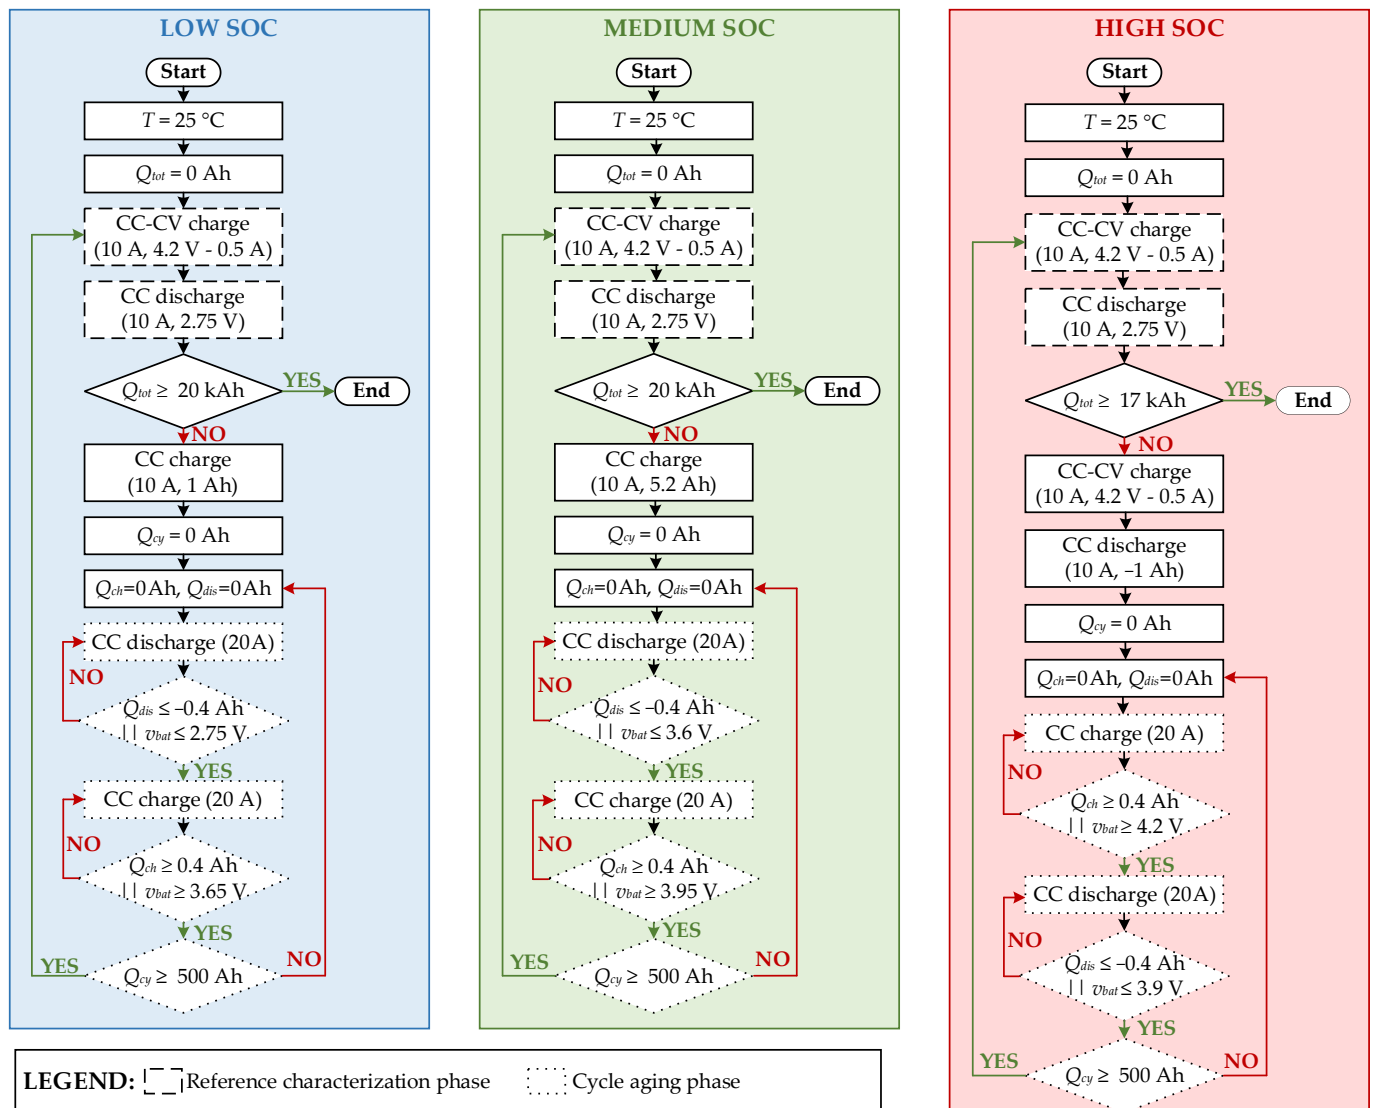 LOW SOC
Start
T = 25 °C
Qtot = 0 Ah
CC-CV charge
(10 A, 4.2 V - 0.5 A)
CC discharge
(10 A, 2.75 V)
Qtot ≥ 20 kAh
YES
End
NO
CC charge
(10 A, 1 Ah)
Qcy = 0 Ah
Qch=0Ah, Qdis=0Ah
CC discharge (20A)
NO
Qdis ≤ –0.4 Ah
|| vbat ≤ 2.75 V
YES
CC charge (20 A)
NO
Qch ≥ 0.4 Ah
|| vbat ≥ 3.65 V
YES
YES
Qcy ≥ 500 Ah
NO
MEDIUM SOC
Start
T = 25 °C
Qtot = 0 Ah
CC-CV charge
(10 A, 4.2 V - 0.5 A)
CC discharge
(10 A, 2.75 V)
Qtot ≥ 20 kAh
YES
End
NO
CC charge
(10 A, 5.2 Ah)
Qcy = 0 Ah
Qch=0Ah, Qdis=0Ah
CC discharge (20A)
NO
Qdis ≤ –0.4 Ah
|| vbat ≤ 3.6 V
YES
CC charge (20 A)
NO
Qch ≥ 0.4 Ah
|| vbat ≥ 3.95 V
YES
YES
Qcy ≥ 500 Ah
NO
HIGH SOC
Start
T = 25 °C
Qtot = 0 Ah
CC-CV charge
(10 A, 4.2 V - 0.5 A)
CC discharge
(10 A, 2.75 V)
Qtot ≥ 17 kAh
YES
End
NO
CC-CV charge
(10 A, 4.2 V - 0.5 A)
CC discharge
(10 A, –1 Ah)
Qcy = 0 Ah
Qch=0Ah, Qdis=0Ah
CC charge (20 A)
NO
Qch ≥ 0.4 Ah
|| vbat ≥ 4.2 V
YES
CC discharge (20A)
NO
Qdis ≤ –0.4 Ah
|| vbat ≤ 3.9 V
YES
YES
Qcy ≥ 500 Ah
NO
LEGEND: Reference characterization phase Cycle aging phase